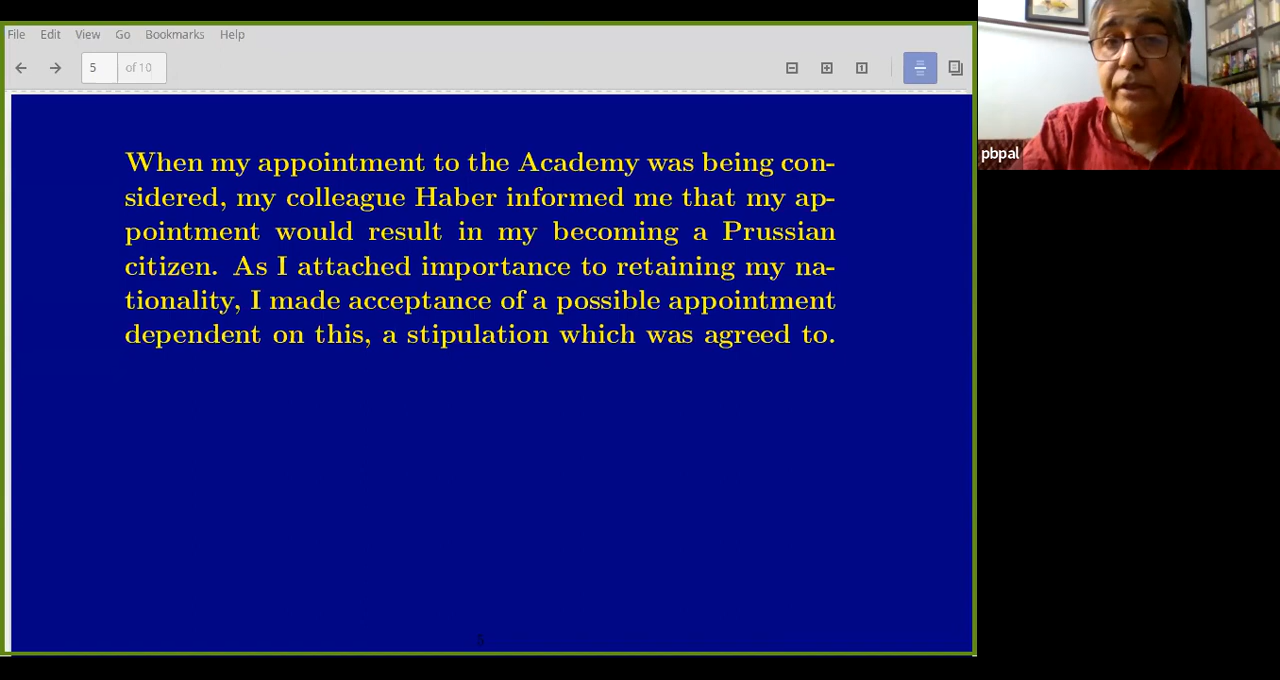 File Edit View Go Bookmarks Help
5 of 10
When my appointment to the Academy was being con-
sidered, my colleague Haber informed me that my ap-
pointment would result in my becoming a Prussian
citizen. As I attached importance to retaining my na-
tionality, I made acceptance of a possible appointment
dependent on this, a stipulation which was agreed to.
5
pbpal